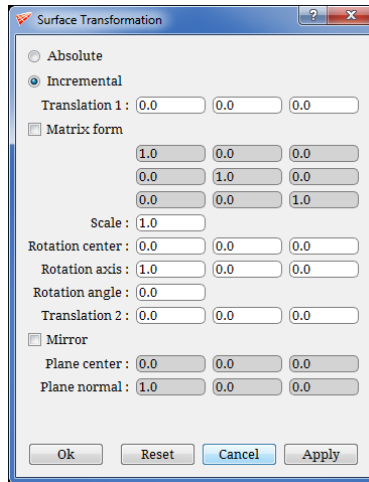 Surface Transformation ? X
Absolute
Incremental
Translation 1 : 0.0 0.0 0.0
Matrix form
1.0 0.0 0.0
0.0 1.0 0.0
0.0 0.0 1.0
Scale : 1.0
Rotation center : 0.0 0.0 0.0
Rotation axis : 1.0 0.0 0.0
Rotation angle : 0.0
Translation 2 : 0.0 0.0 0.0
Mirror
Plane center : 0.0 0.0 0.0
Plane normal : 1.0 0.0 0.0
Ok Reset Cancel Apply